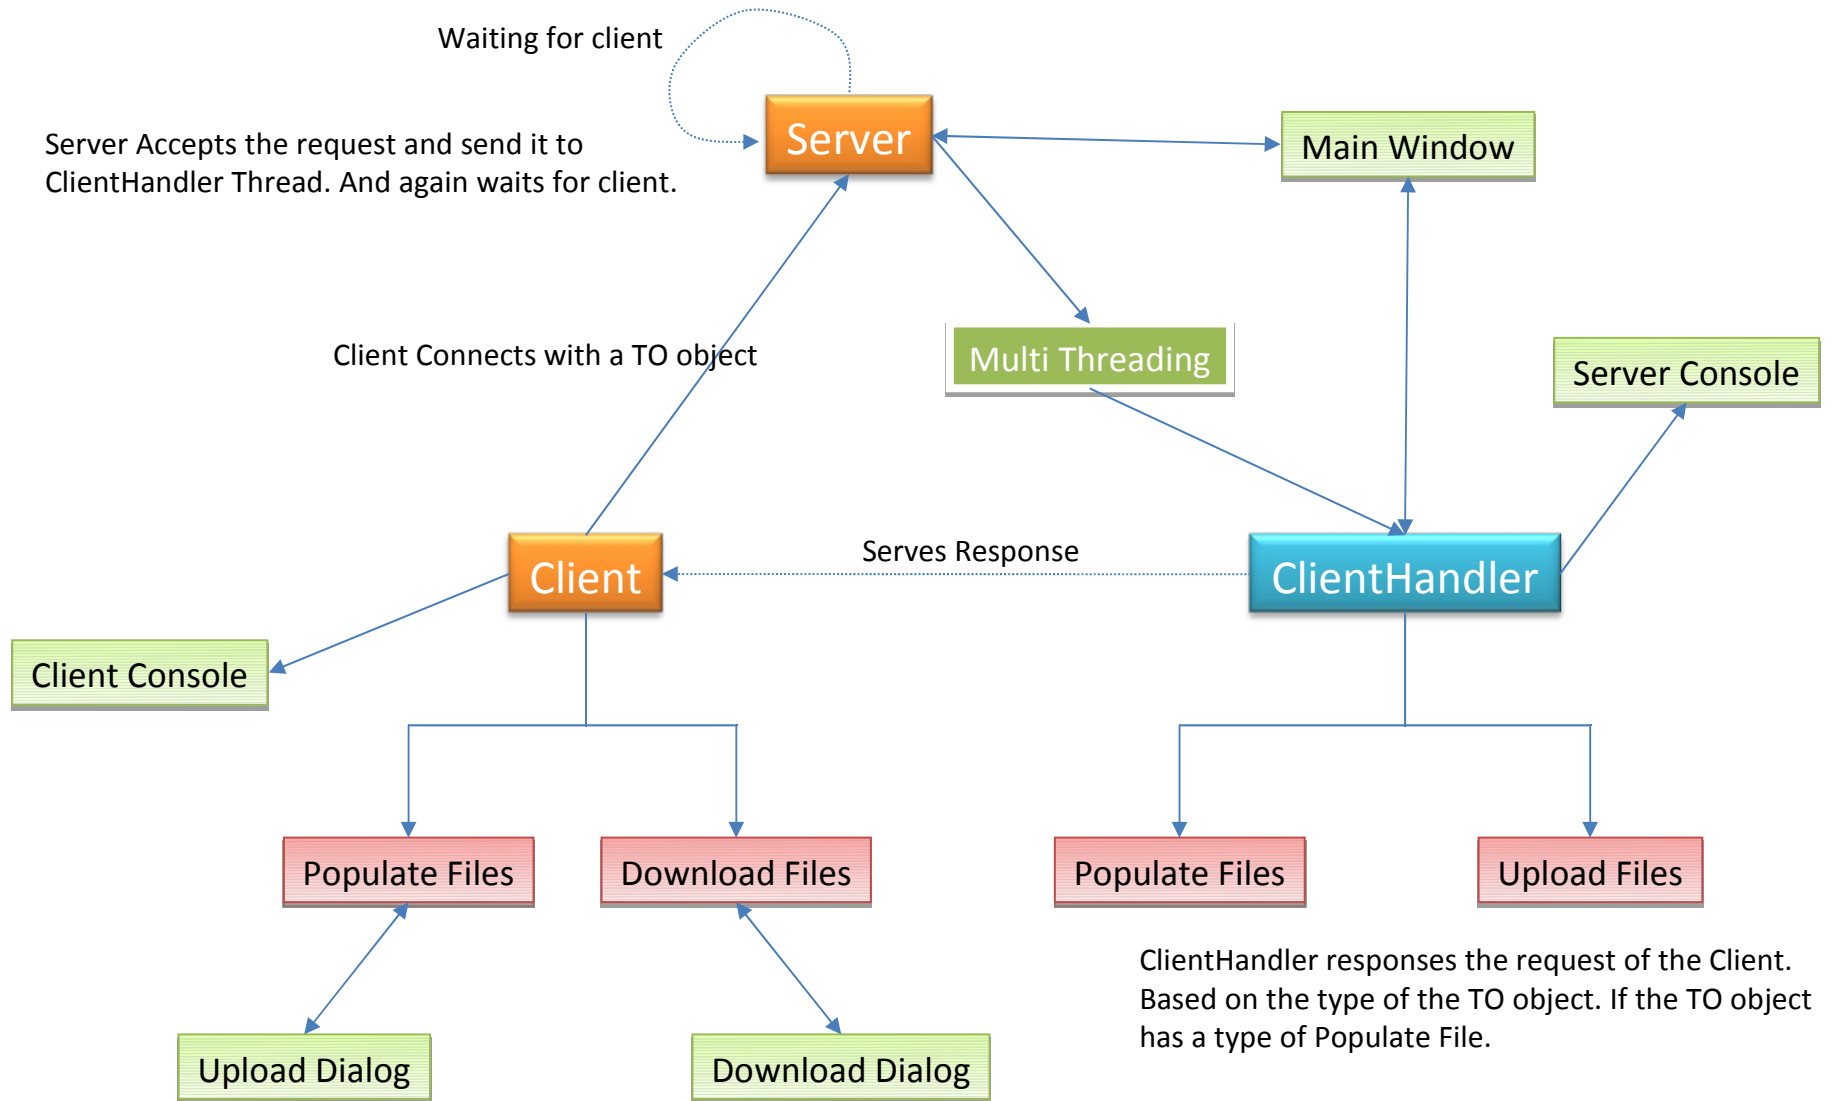 Waiting for client
Server
Main Window
Server Accepts the request and send it to
ClientHandler Thread. And again waits for client.
Client Connects with a TO object
Multi Threading
Server Console
Client
Serves Response
ClientHandler
Client Console
Populate Files
Download Files
Populate Files
Upload Files
ClientHandler responses the request of the Client.
Based on the type of the TO object. If the TO object
has a type of Populate File.
Upload Dialog
Download Dialog